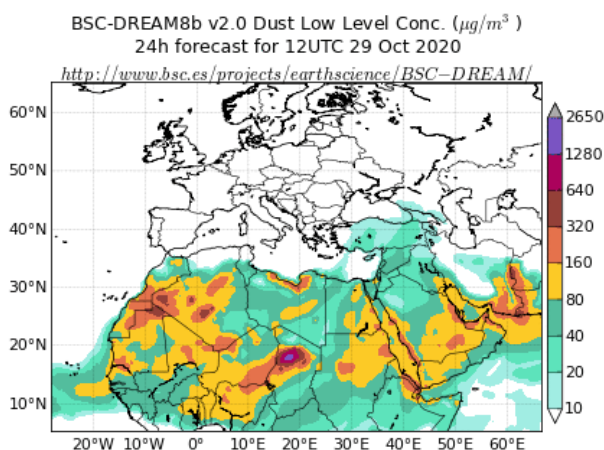 BSC-DREAM8b v2.0 Dust Low Level Conc. (μg/m³ )
24h forecast for 12UTC 29 Oct 2020
http://www.bsc.es/projects/earthscience/BSC−DREAM/
60°N
50°N
40°N
30°N
20°N
10°N
20°W 10°W 0° 10°E 20°E 30°E 40°E 50°E 60°E
2650
1280
640
320
160
80
40
20
10